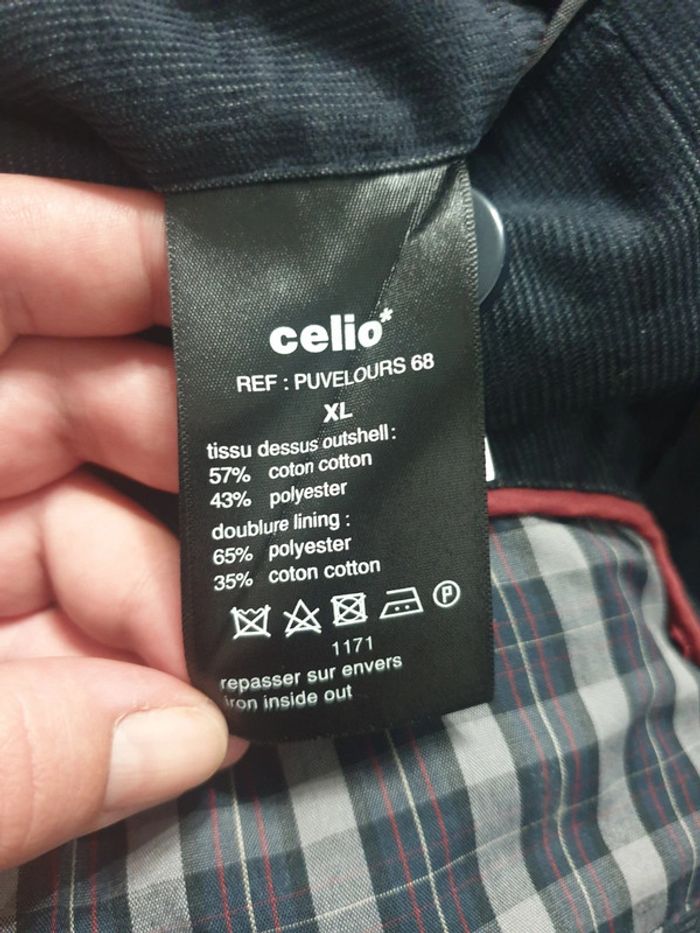 celio*
REF : PUVELOURS 68
XL
tissu dessus outshell :
57% coton cotton
43% polyester
doublure lining :
65% polyester
35% coton cotton
P
1171
repasser sur envers
iron inside out